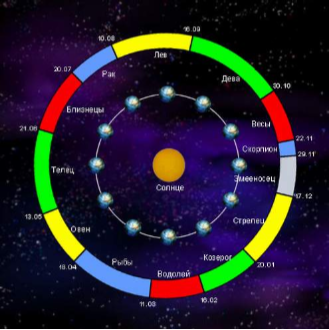 16.09
10.08
Лев
20.07
Рак
Дева
Близнецы
30.10
Весы
21.06
22.11
Скорпион
29.11
Телец
Змееносец
Солнце
17.12
13.05
Стрелец
Овен
Козерог
Рыбы
20.01
18.04
Водолей
16.02
11.03